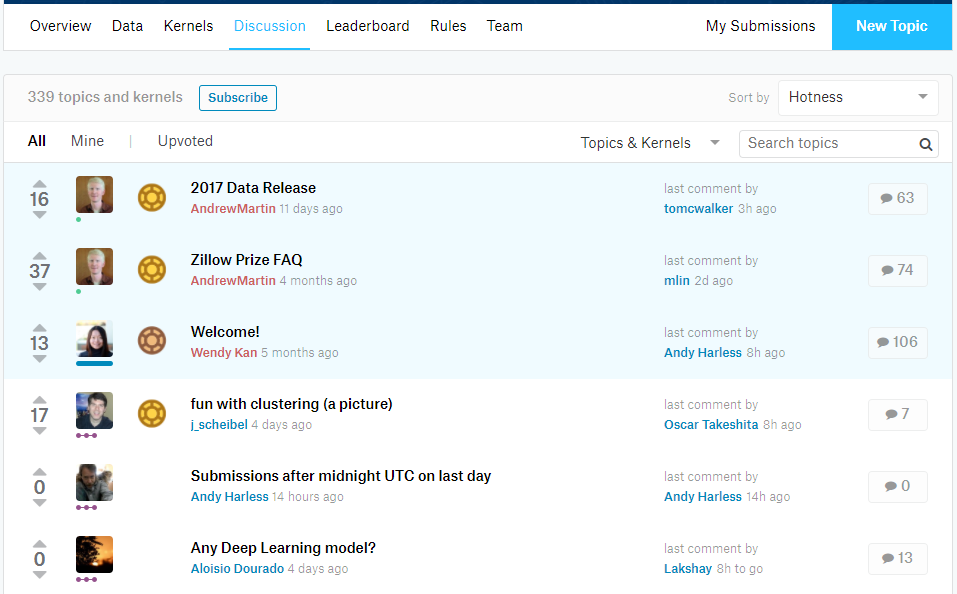 Overview Data Kernels Discussion Leaderboard Rules Team My Submissions New Topic
339 topics and kernels Subscribe Sort by Hotness
All Mine | Upvoted Topics & Kernels Search topics
16
2017 Data Release
AndrewMartin 11 days ago
last comment by
tomcwalker 3h ago
63
37
Zillow Prize FAQ
AndrewMartin 4 months ago
last comment by
mlin 2d ago
74
13
Welcome!
Wendy Kan 5 months ago
last comment by
Andy Harless 8h ago
106
17
fun with clustering (a picture)
j_scheibel 4 days ago
last comment by
Oscar Takeshita 8h ago
7
0
Submissions after midnight UTC on last day
Andy Harless 14 hours ago
last comment by
Andy Harless 14h ago
0
0
Any Deep Learning model?
Aloisio Dourado 4 days ago
last comment by
Lakshay 8h to go
13